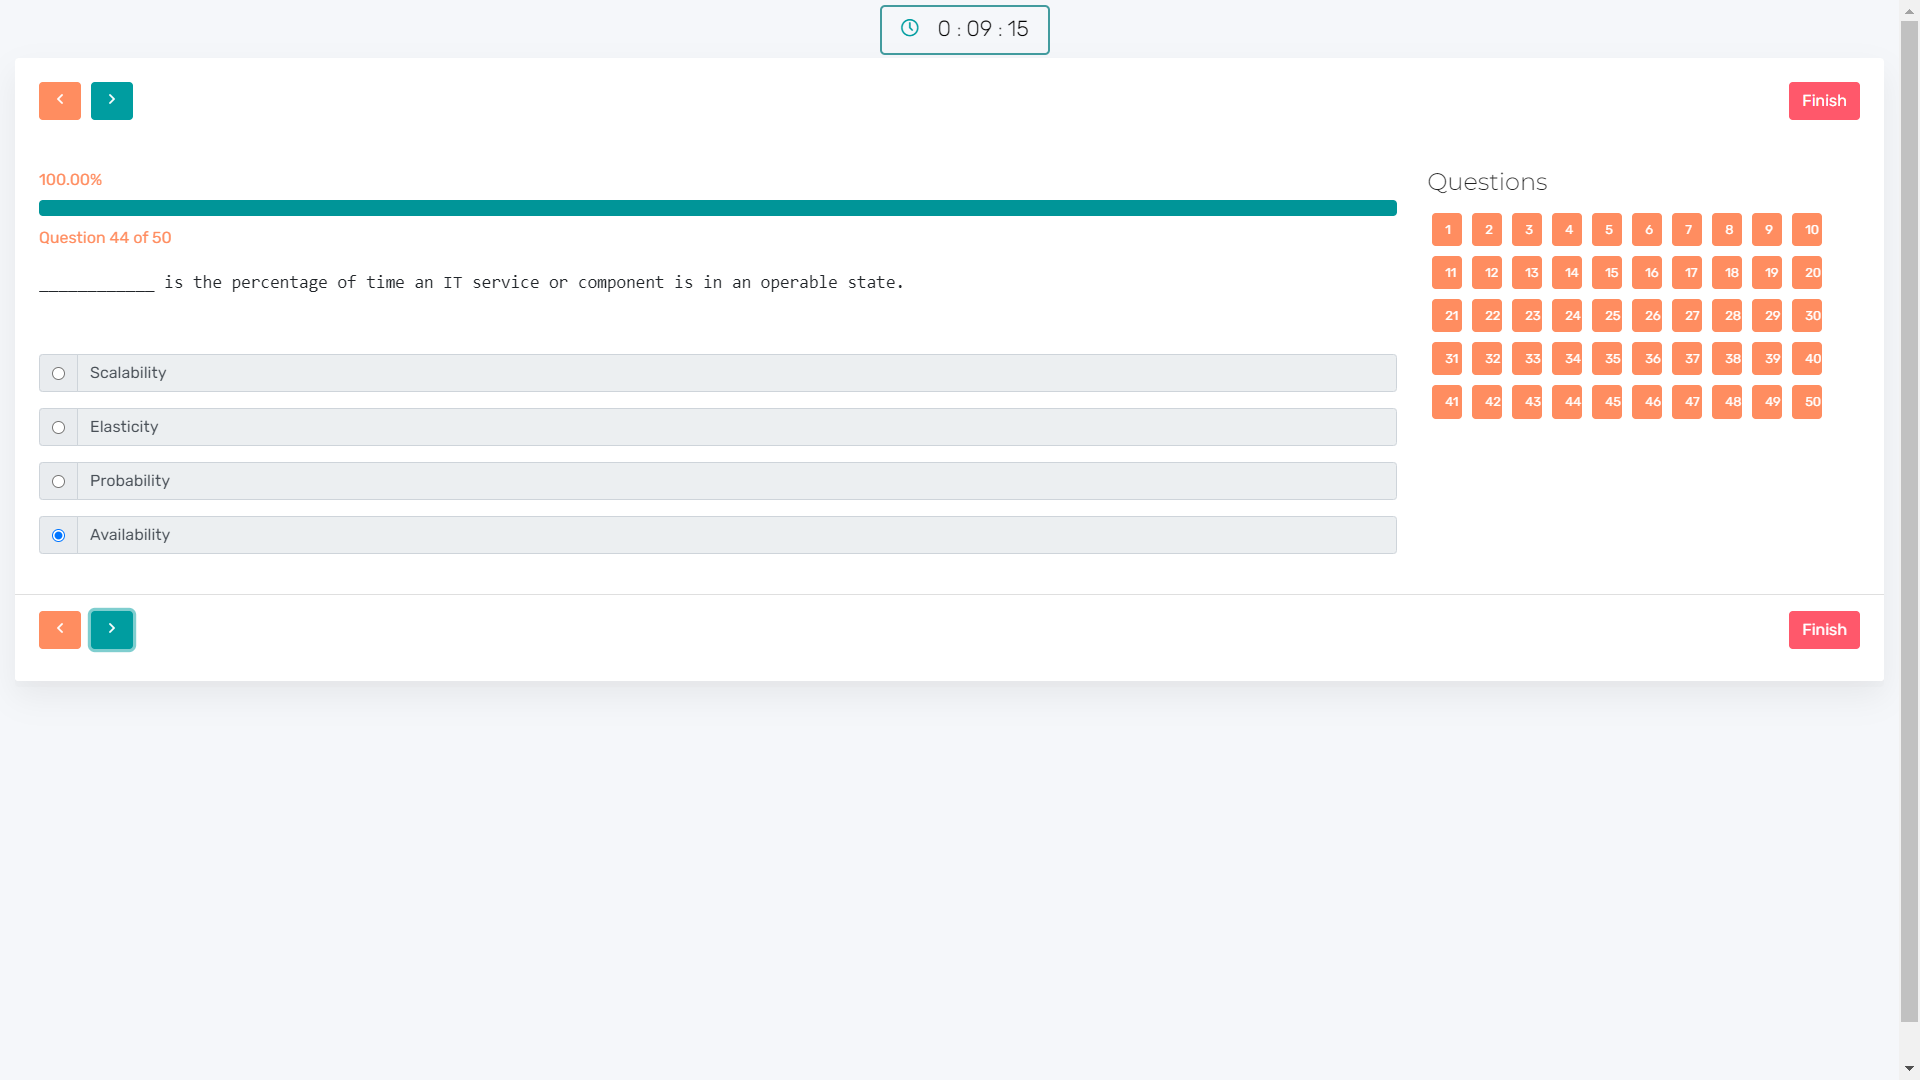 0 : 09 : 15
Finish
100.00%
Question 44 of 50
____________ is the percentage of time an IT service or component is in an operable state.
Scalability
Elasticity
Probability
Availability
Questions
1 2 3 4 5 6 7 8 9 10
11 12 13 14 15 16 17 18 19 20
21 22 23 24 25 26 27 28 29 30
31 32 33 34 35 36 37 38 39 40
41 42 43 44 45 46 47 48 49 50
Finish